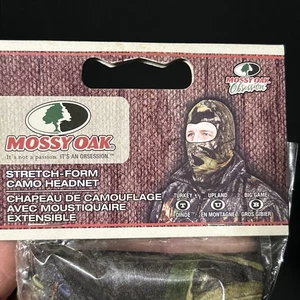 MOSSY OAK
Obsession
MOSSY OAK
It's not a passion. It's an obsession.
STRETCH-FORM
CAMO HEADNET
CHAPEAU DE CAMOUFLAGE
AVEC MOUSTIQUAIRE
EXTENSIBLE
TURKEY UPLAND BIG GAME
T U B
DINDE EN MONTAGNE GROS GIBIER